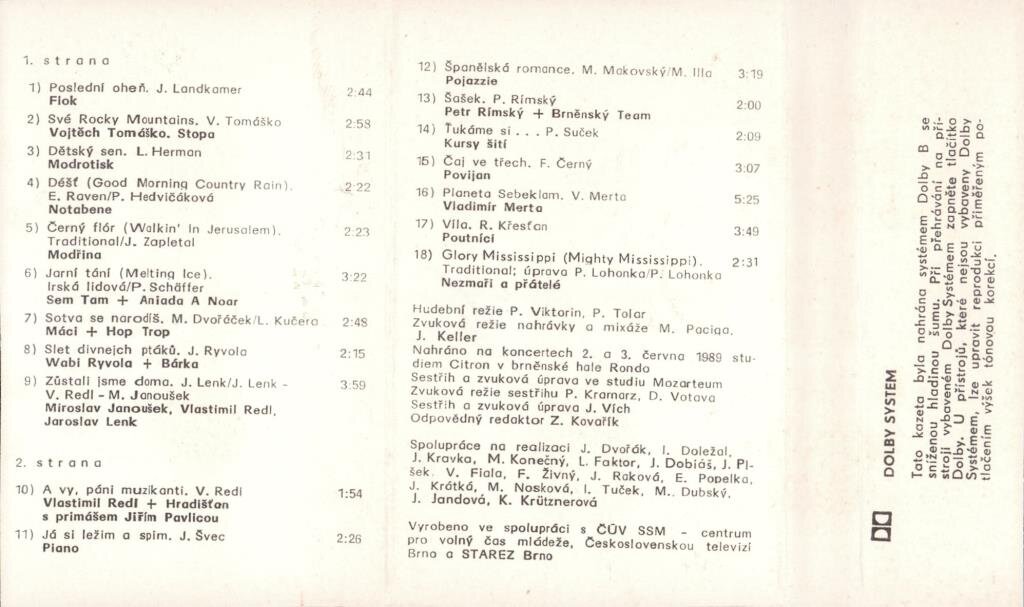 1. strana
1) Poslední oheň. J. Landkamer 2:44
Flok
2) Své Rocky Mountains. V. Tomáško 2:58
Vojtěch Tomáško. Stopa
3) Dětský sen. L. Herman 2:31
Modrotisk
4) Déšť (Good Morning Country Rain). 2:22
E. Raven/P. Hedvičáková
Notabene
5) Černý flór (Walkin' In Jerusalem). 2:23
Traditional/J. Zapletal
Modřina
6) Jarní tání (Melting Ice). 3:22
Irská lidová/P. Schäffer
Sem Tam + Aniada A Noar
7) Sotva se narodíš. M. Dvořáček/L. Kučera 2:48
Máci + Hop Trop
8) Slet divnejch ptáků. J. Ryvola 2:15
Wabi Ryvola + Bárka
9) Zůstali jsme doma. J. Lenk/J. Lenk - 3:59
V. Redl - M. Janoušek
Miroslav Janoušek, Vlastimil Redl,
Jaroslav Lenk
2. strana
10) A vy, páni muzikanti. V. Redl 1:54
Vlastimil Redl + Hradišťan
s primášem Jiřím Pavlicou
11) Já si ležim a spim. J. Švec 2:26
Piano
12) Španělská romance. M. Makovský/M. Illa 3:19
Pojazzie
13) Šašek. P. Rímský 2:00
Petr Rímský + Brněnský Team
14) Ťukáme si . . . P. Suček 2:09
Kursy šití
15) Čaj ve třech. F. Černý 3:07
Povijan
16) Planeta Sebeklam. V. Merta 5:25
Vladimír Merta
17) Víla. R. Křesťan 3:49
Poutníci
18) Glory Mississippi (Mighty Mississippi). 2:31
Traditional; úprava P. Lohonka/P. Lohonka
Nezmaři a přátelé
Hudební režie P. Viktorin, P. Tolar
Zvuková režie nahrávky a mixáže M. Paciga,
J. Keller
Nahráno na koncertech 2. a 3. června 1989 stu-
diem Citron v brněnské hale Rondo
Sestřih a zvuková úprava ve studiu Mozarteum
Zvuková režie sestřihu P. Kramarz, D. Votava
Sestřih a zvuková úprava J. Vích
Odpovědný redaktor Z. Kovařík
Spolupráce na realizaci J. Dvořák, I. Doležal,
J. Kravka, M. Konečný, L. Faktor, J. Dobiáš, J. Pl-
šek, V. Fiala, F. Živný, J. Raková, E. Popelka,
J. Krátká, M. Nosková, I. Tuček, M. Dubský,
J. Jandová, K. Krütznerová
Vyrobeno ve spolupráci s ČÚV SSM - centrum
pro volný čas mládeže, Československou televizí
Brno a STAREZ Brno
DOLBY SYSTEM
Tato kazeta byla nahrána systémem Dolby B se
sníženou hladinou šumu. Při přehrávání na pří-
stroji vybaveném Dolby Systémem zapněte tlačítko
Dolby. U přístrojů, které nejsou vybaveny Dolby
Systémem, lze upravit reprodukci přiměřeným po-
tlačením výšek tónovou korekcí.